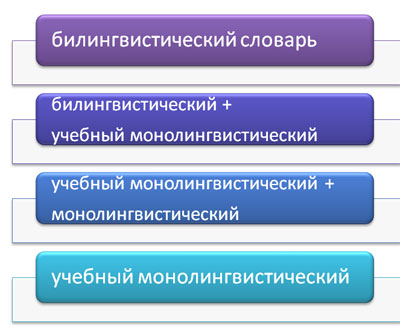 билингвистический словарь
билингвистический +
учебный монолингвистический
учебный монолингвистический +
монолингвистический
учебный монолингвистический